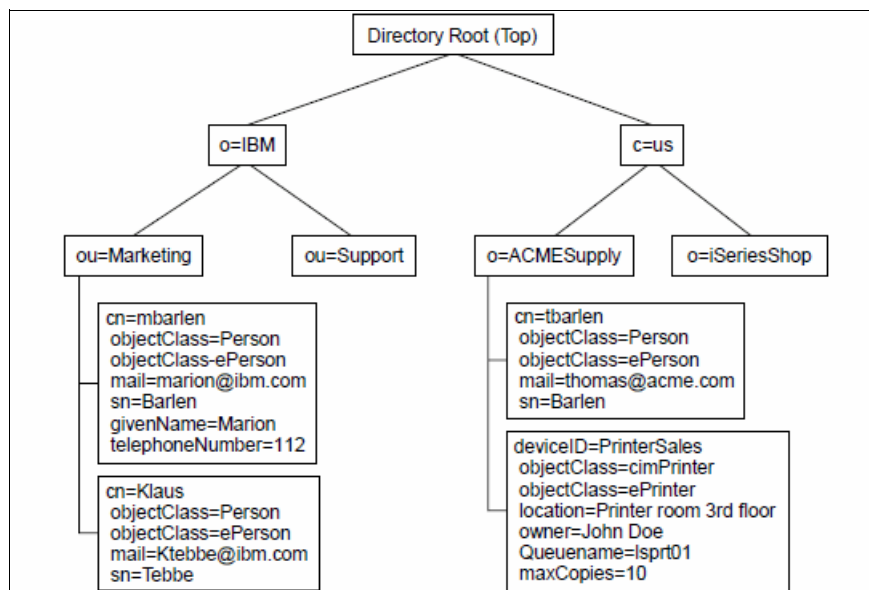 Directory Root (Top)
o=IBM
c=us
ou=Marketing
ou=Support
o=ACMESupply
o=iSeriesShop
cn=mbarlen
objectClass=Person
objectClass-ePerson
mail=marion@ibm.com
sn=Barlen
givenName=Marion
telephoneNumber=112
cn=Klaus
objectClass=Person
objectClass=ePerson
mail=Ktebbe@ibm.com
sn=Tebbe
cn=tbarlen
objectClass=Person
objectClass=ePerson
mail=thomas@acme.com
sn=Barlen
deviceID=PrinterSales
objectClass=cimPrinter
objectClass=ePrinter
location=Printer room 3rd floor
owner=John Doe
Queuename=lsprt01
maxCopies=10